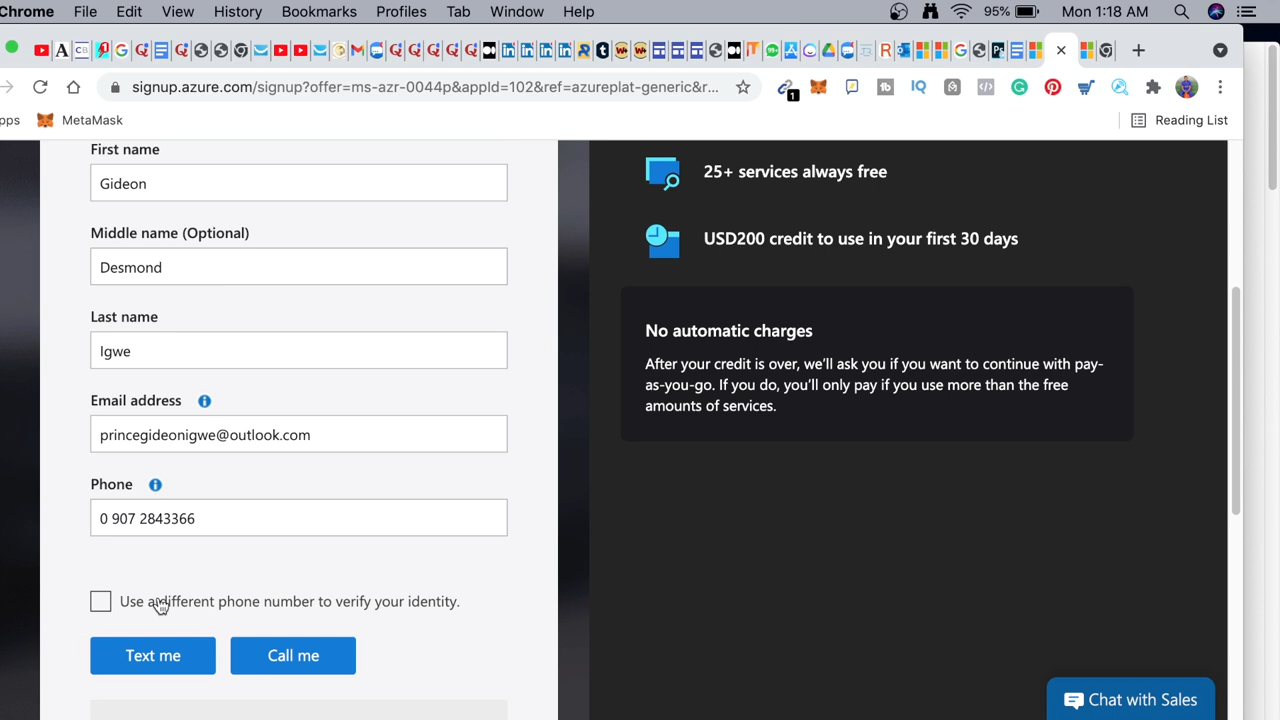 Chrome File Edit View History Bookmarks Profiles Tab Window Help 95% Mon 1:18 AM
signup.azure.com/signup?offer=ms-azr-0044p&appId=102&ref=azureplat-generic&r...
MetaMask Reading List
First name
Gideon
Middle name (Optional)
Desmond
Last name
Igwe
Email address
princegideonigwe@outlook.com
Phone
0 907 2843366
Use a different phone number to verify your identity.
Text me Call me
25+ services always free
USD200 credit to use in your first 30 days
No automatic charges
After your credit is over, we'll ask you if you want to continue with pay-
as-you-go. If you do, you'll only pay if you use more than the free
amounts of services.
Chat with Sales